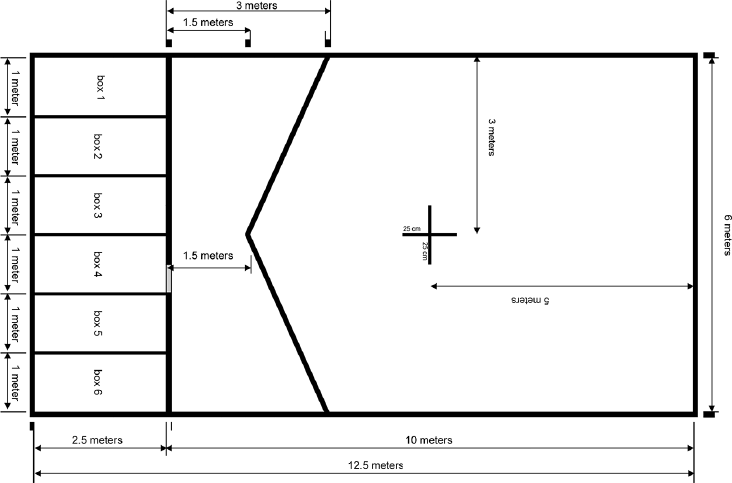 3 meters
1.5 meters
1 meter
box 1
3 meters
1 meter
box 2
1 meter
box 3
25 cm
25 cm
6 meters
1 meter
box 4
1.5 meters
5 meters
1 meter
box 5
1 meter
box 6
2.5 meters
10 meters
12.5 meters